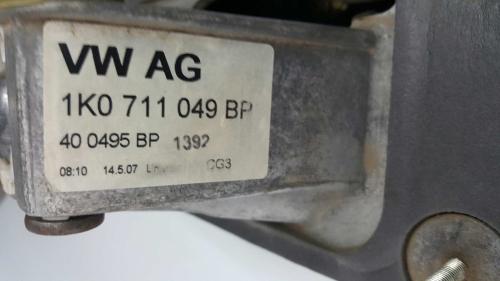 VW AG
1K0 711 049 BP
40 0495 BP 1392
08:10 14.5.07 CG3